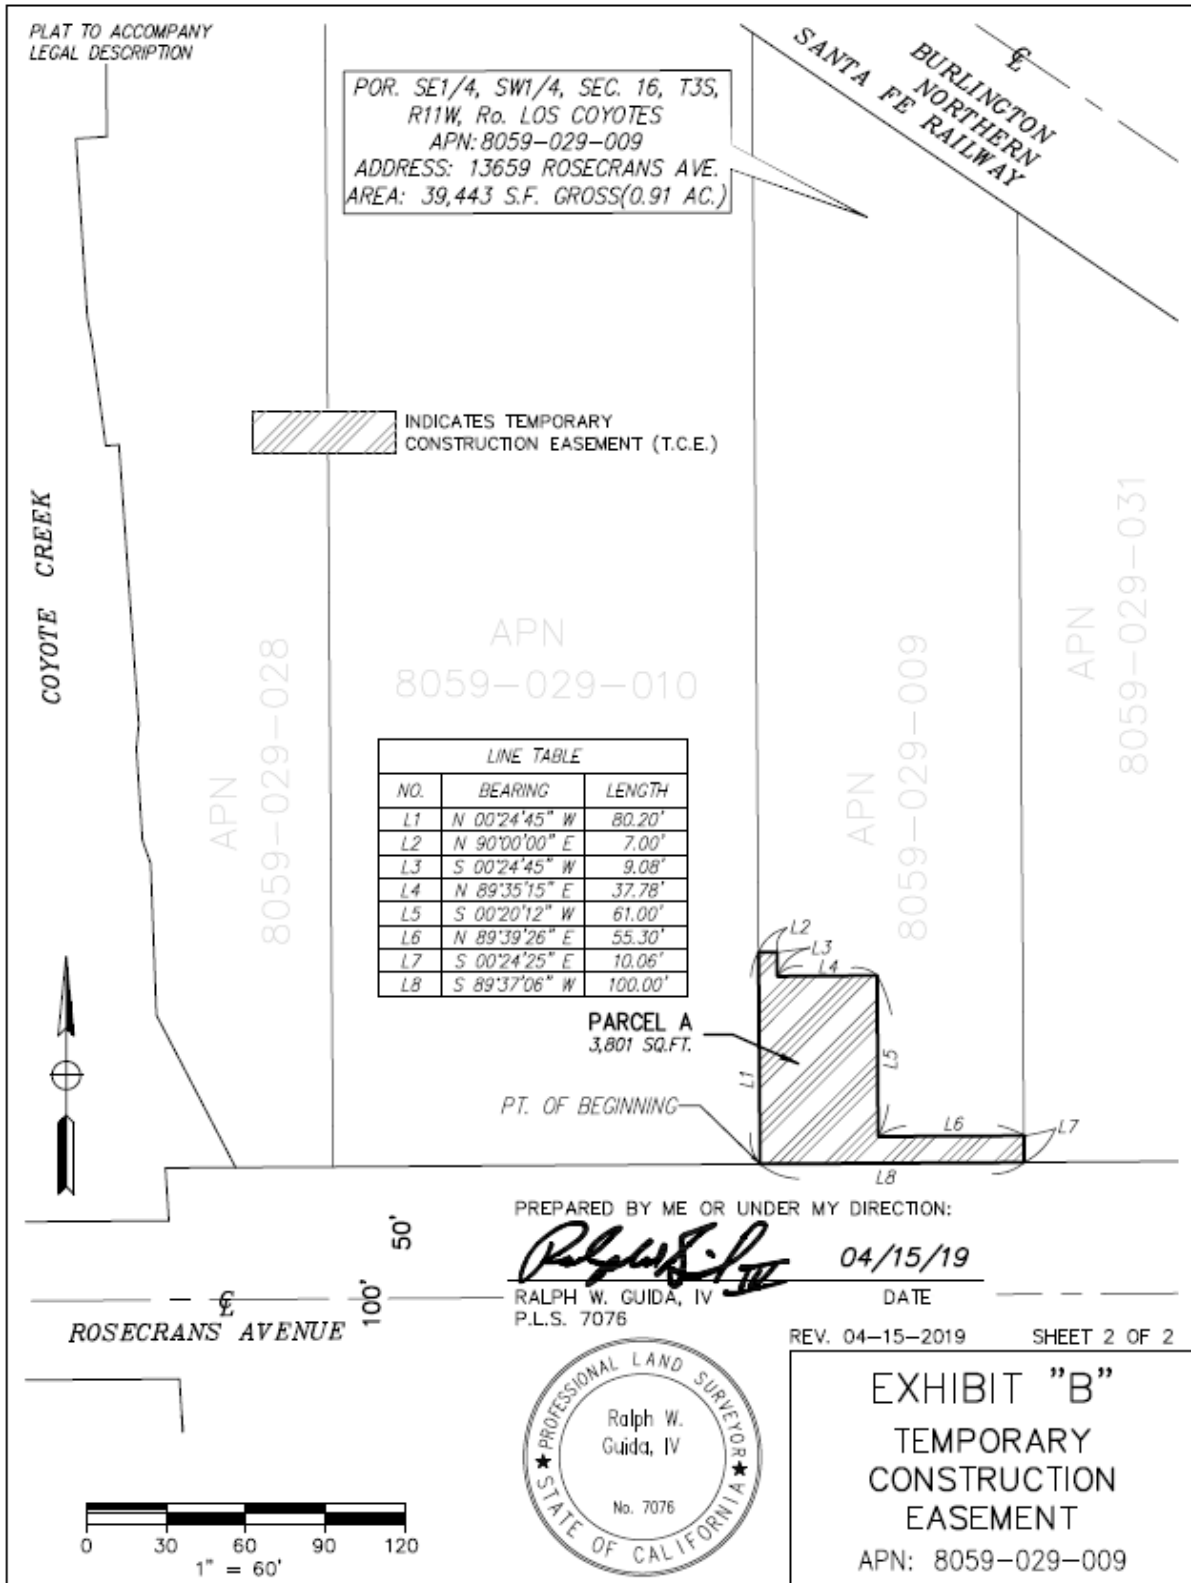 PLAT TO ACCOMPANY
LEGAL DESCRIPTION
POR. SE1/4, SW1/4, SEC. 16, T3S,
R11W, Ro. LOS COYOTES
APN: 8059-029-009
ADDRESS: 13659 ROSECRANS AVE.
AREA: 39,443 S.F. GROSS(0.91 AC.)
BURLINGTON
NORTHERN
SANTA FE RAILWAY
INDICATES TEMPORARY
CONSTRUCTION EASEMENT (T.C.E.)
COYOTE CREEK
APN
8059-029-028
APN
8059-029-010
APN
8059-029-009
APN
8059-029-031
LINE TABLE
NO. BEARING LENGTH
L1 N 00°24'45" W 80.20'
L2 N 90°00'00" E 7.00'
L3 S 00°24'45" W 9.08'
L4 N 89°35'15" E 37.78'
L5 S 00°20'12" W 61.00'
L6 N 89°39'26" E 55.30'
L7 S 00°24'25" E 10.06'
L8 S 89°37'06" W 100.00'
L2
L3
L4
PARCEL A
3,801 SQ.FT.
L1
L5
PT. OF BEGINNING
L6
L7
L8
50'
100'
℄
ROSECRANS AVENUE
PREPARED BY ME OR UNDER MY DIRECTION:
04/15/19
RALPH W. GUIDA, IV DATE
P.L.S. 7076
REV. 04-15-2019 SHEET 2 OF 2
PROFESSIONAL LAND SURVEYOR
Ralph W.
Guida, IV
No. 7076
STATE OF CALIFORNIA
0 30 60 90 120
1" = 60'
EXHIBIT "B"
TEMPORARY
CONSTRUCTION
EASEMENT
APN: 8059-029-009